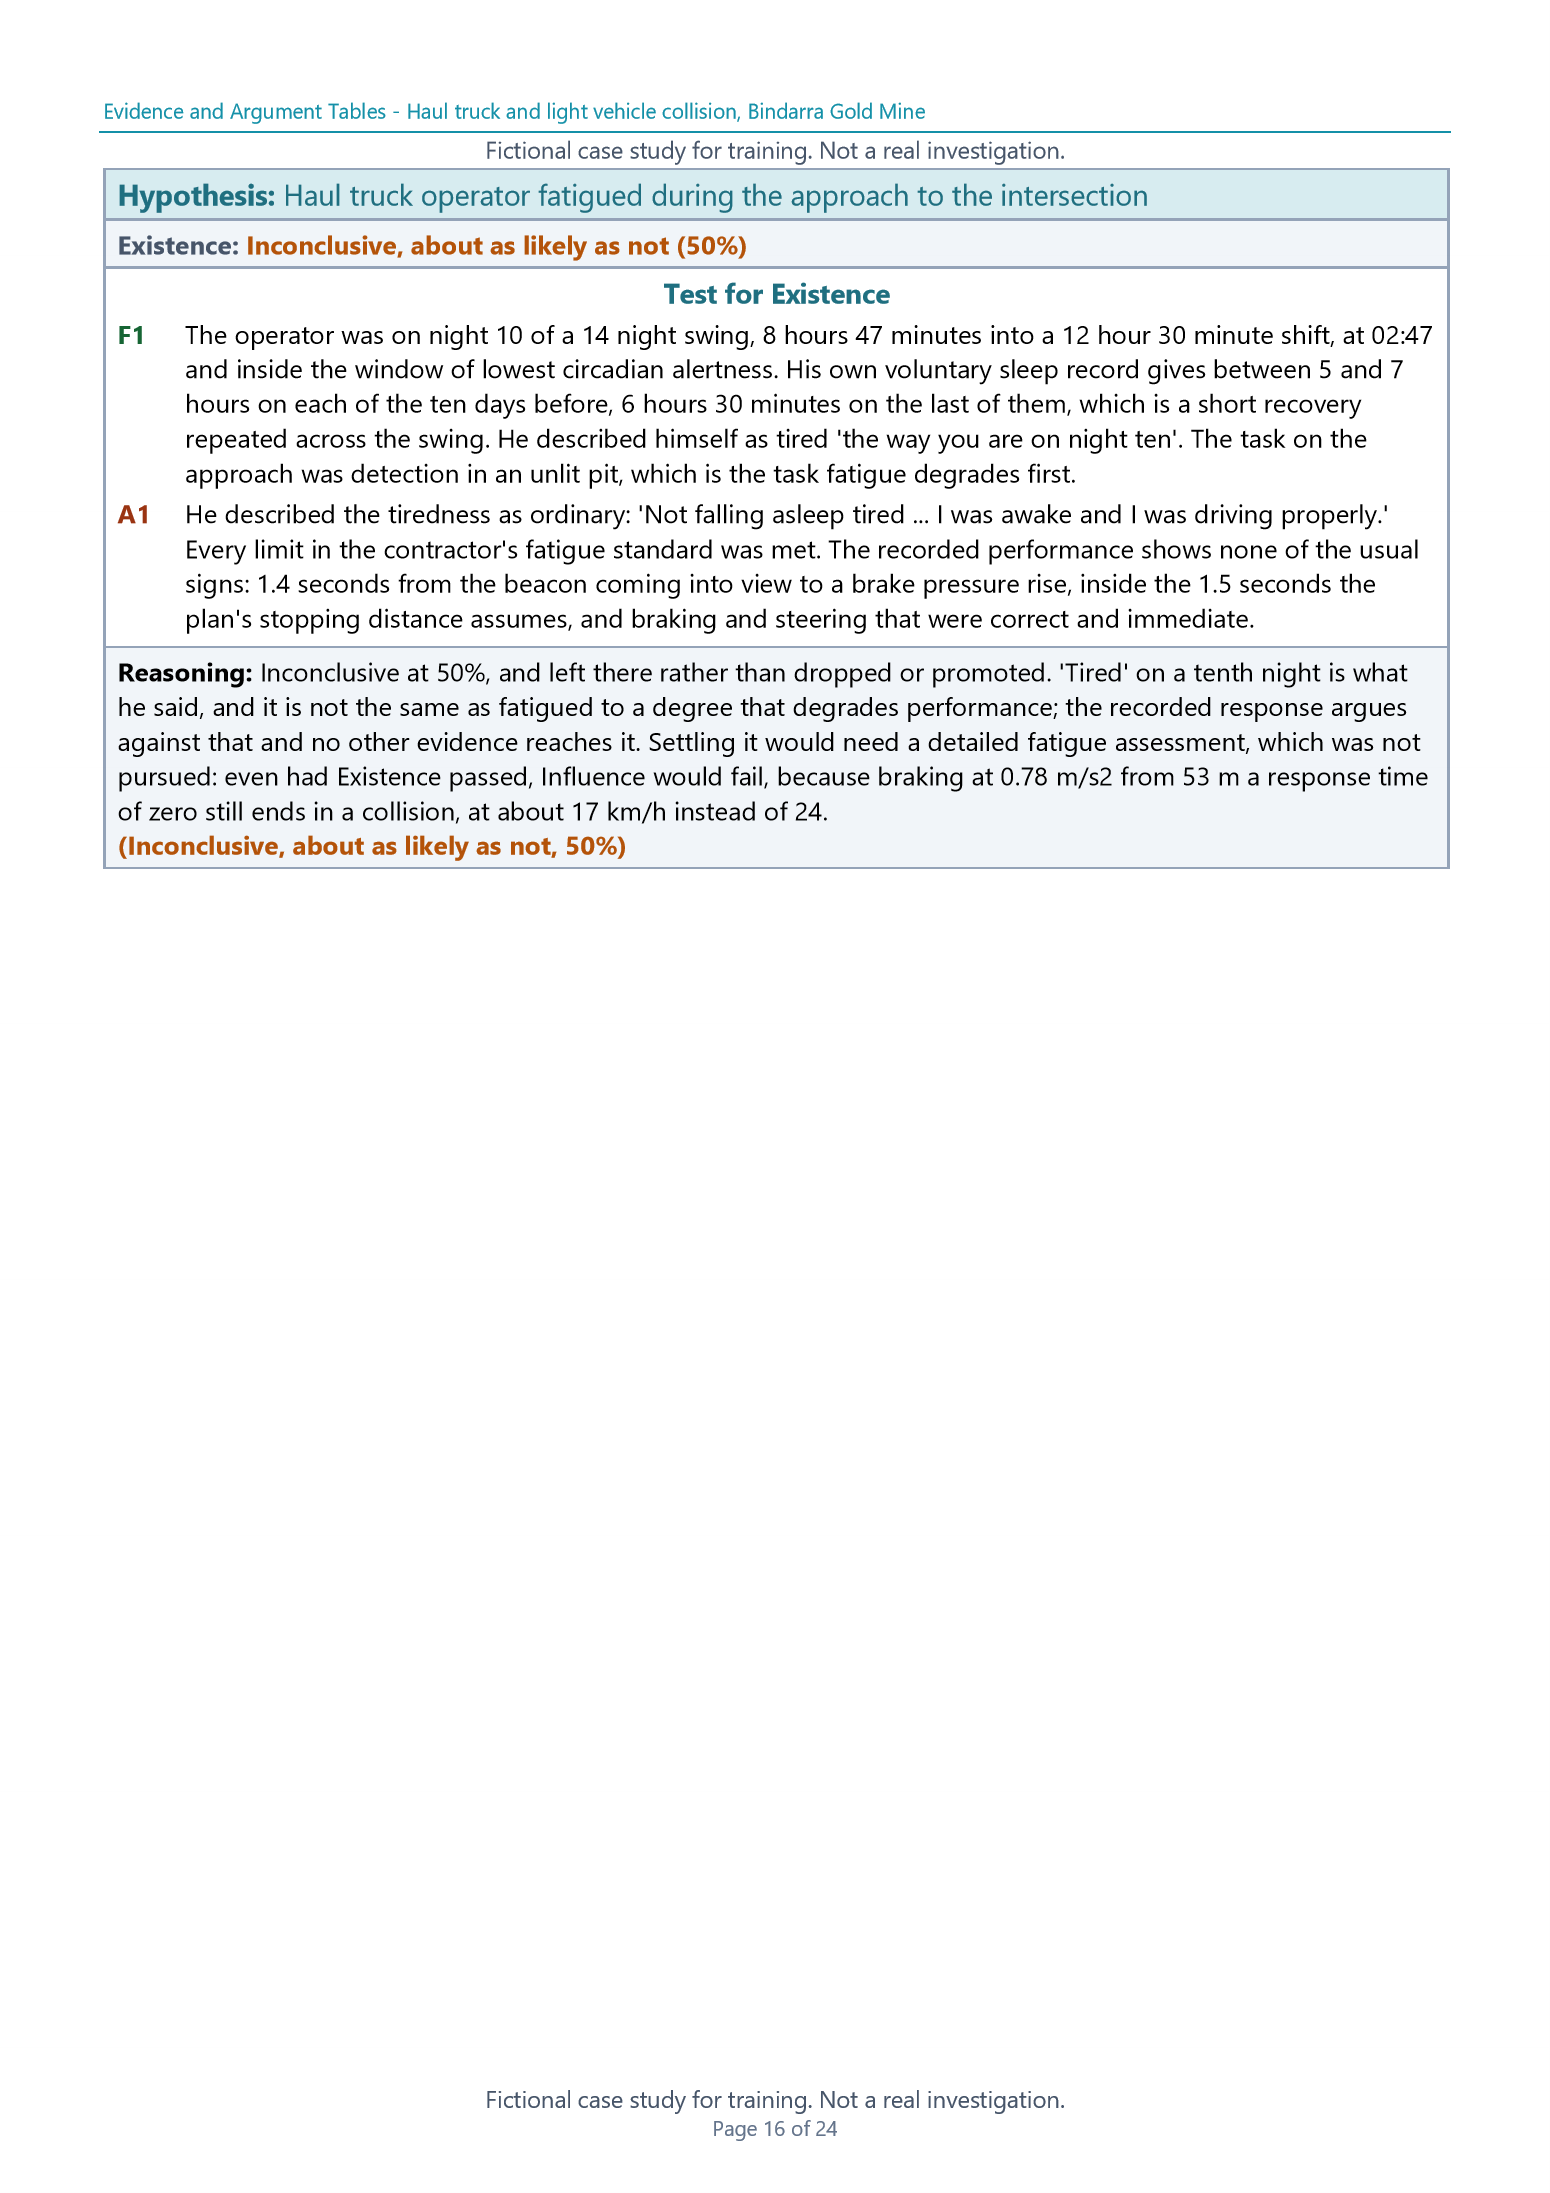 Evidence and Argument Tables - Haul truck and light vehicle collision, Bindarra Gold Mine
Fictional case study for training. Not a real investigation.
Hypothesis: Haul truck operator fatigued during the approach to the intersection
Existence: Inconclusive, about as likely as not (50%)
Test for Existence
F1 The operator was on night 10 of a 14 night swing, 8 hours 47 minutes into a 12 hour 30 minute shift, at 02:47
and inside the window of lowest circadian alertness. His own voluntary sleep record gives between 5 and 7
hours on each of the ten days before, 6 hours 30 minutes on the last of them, which is a short recovery
repeated across the swing. He described himself as tired 'the way you are on night ten'. The task on the
approach was detection in an unlit pit, which is the task fatigue degrades first.
A1 He described the tiredness as ordinary: 'Not falling asleep tired ... I was awake and I was driving properly.'
Every limit in the contractor's fatigue standard was met. The recorded performance shows none of the usual
signs: 1.4 seconds from the beacon coming into view to a brake pressure rise, inside the 1.5 seconds the
plan's stopping distance assumes, and braking and steering that were correct and immediate.
Reasoning: Inconclusive at 50%, and left there rather than dropped or promoted. 'Tired' on a tenth night is what
he said, and it is not the same as fatigued to a degree that degrades performance; the recorded response argues
against that and no other evidence reaches it. Settling it would need a detailed fatigue assessment, which was not
pursued: even had Existence passed, Influence would fail, because braking at 0.78 m/s2 from 53 m a response time
of zero still ends in a collision, at about 17 km/h instead of 24.
(Inconclusive, about as likely as not, 50%)
Fictional case study for training. Not a real investigation.
Page 16 of 24